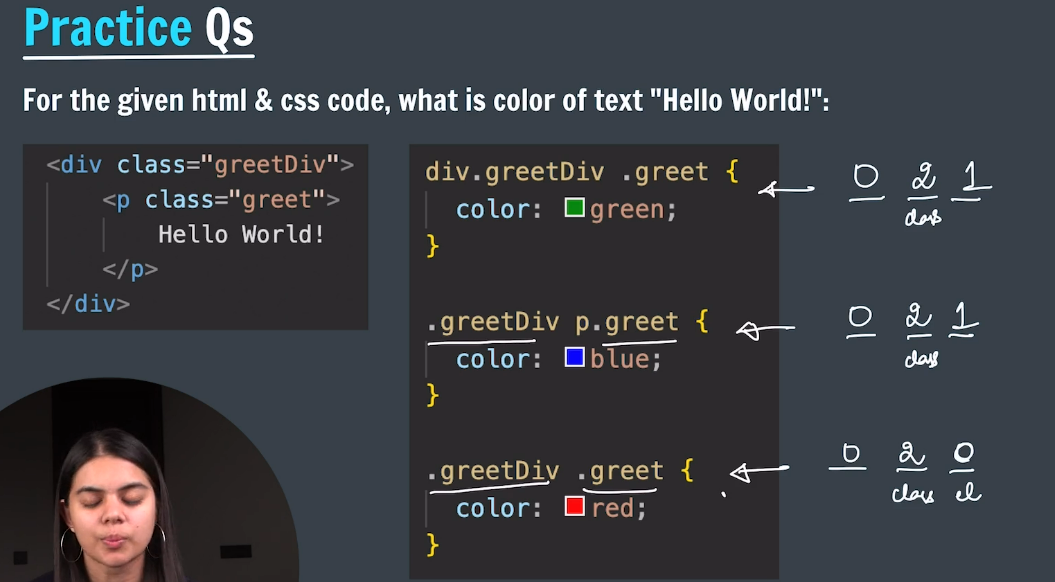 Practice Qs
For the given html & css code, what is color of text "Hello World!":
<div class="greetDiv">
<p class="greet">
Hello World!
</p>
</div>
div.greetDiv .greet {
color: green;
}
.greetDiv p.greet {
color: blue;
}
.greetDiv .greet {
color: red;
}
0 2 1
class
0 2 1
class
0 2 0
class el